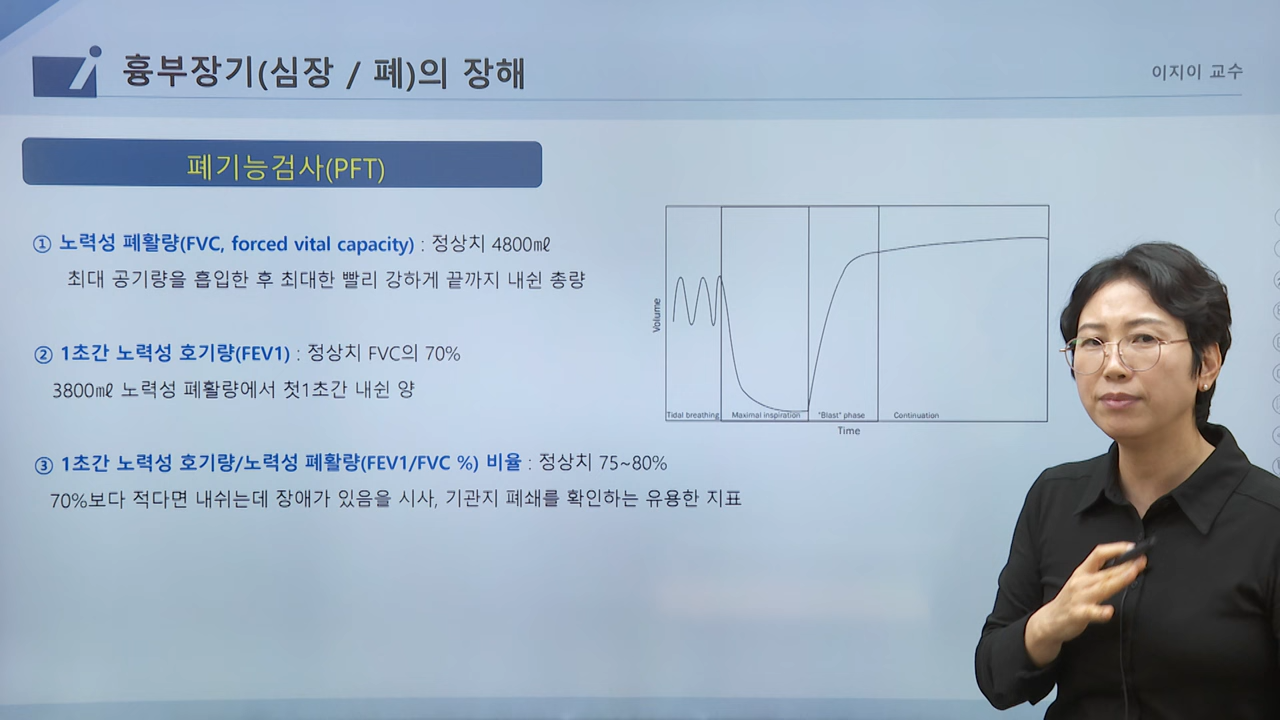 흉부장기(심장 / 폐)의 장해
이지이 교수
폐기능검사(PFT)
① 노력성 폐활량(FVC, forced vital capacity) : 정상치 4800㎖
최대 공기량을 흡입한 후 최대한 빨리 강하게 끝까지 내쉰 총량
② 1초간 노력성 호기량(FEV1) : 정상치 FVC의 70%
3800㎖ 노력성 폐활량에서 첫1초간 내쉰 양
③ 1초간 노력성 호기량/노력성 폐활량(FEV1/FVC %) 비율 : 정상치 75~80%
70%보다 적다면 내쉬는데 장애가 있음을 시사, 기관지 폐쇄를 확인하는 유용한 지표
Volume
Tidal breathing
Maximal inspiration
"Blast" phase
Continuation
Time